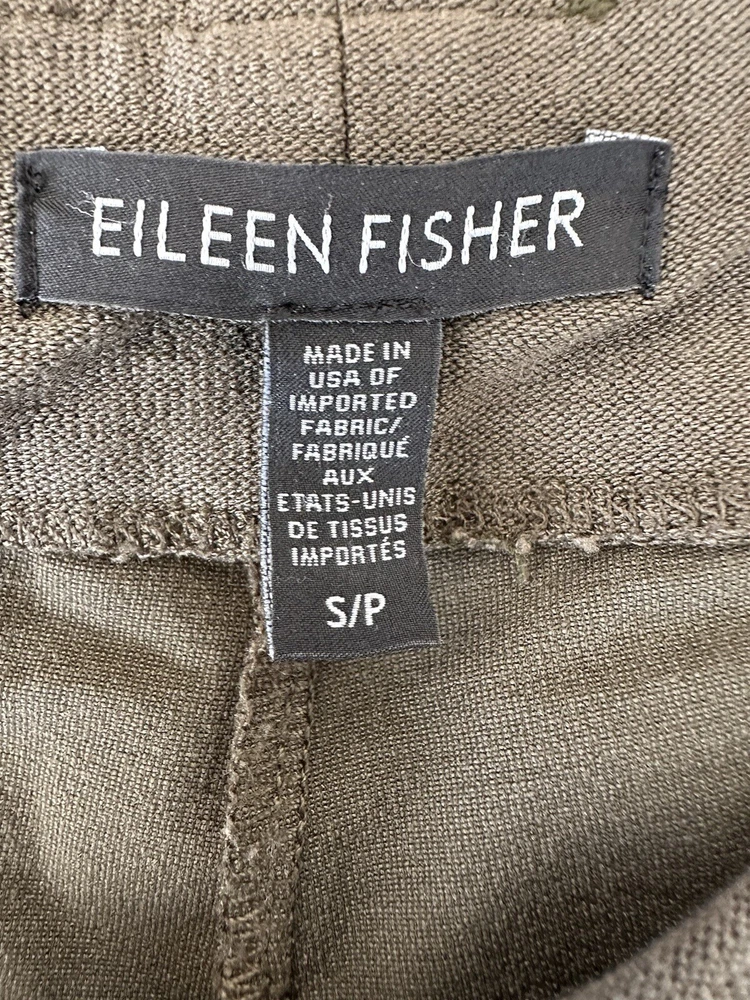 EILEEN FISHER
MADE IN
USA OF
IMPORTED
FABRIC/
FABRIQUÉ
AUX
ETATS-UNIS
DE TISSUS
IMPORTÉS
S/P